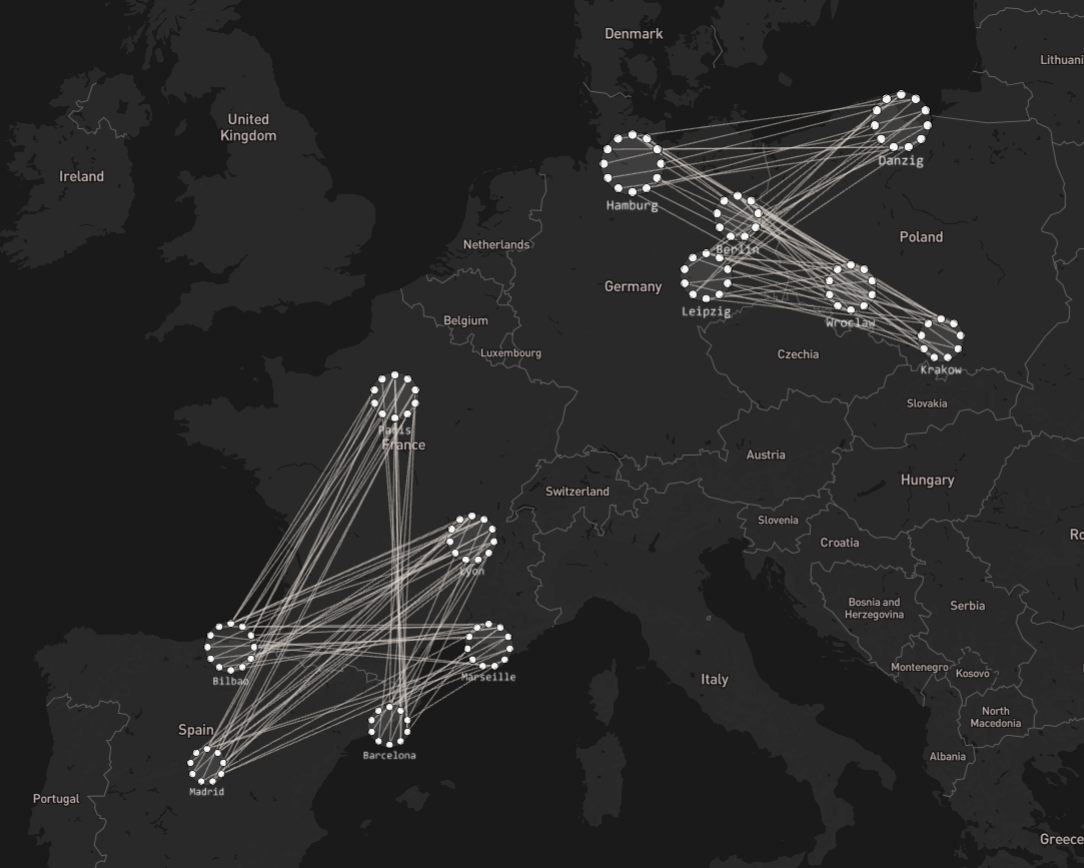 Denmark
Lithuani
United
Kingdom
Danzig
Ireland
Hamburg
Poland
Netherlands
Berlin
Germany
Leipzig
Wroclaw
Belgium
Luxembourg
Czechia
Krakow
Slovakia
Paris
France
Austria
Hungary
Switzerland
Slovenia
Ro
Croatia
Lyon
Bosnia and
Herzegovina
Serbia
Montenegro
Kosovo
Bilbao
Marseille
Italy
North
Macedonia
Spain
Barcelona
Albania
Madrid
Portugal
Greece